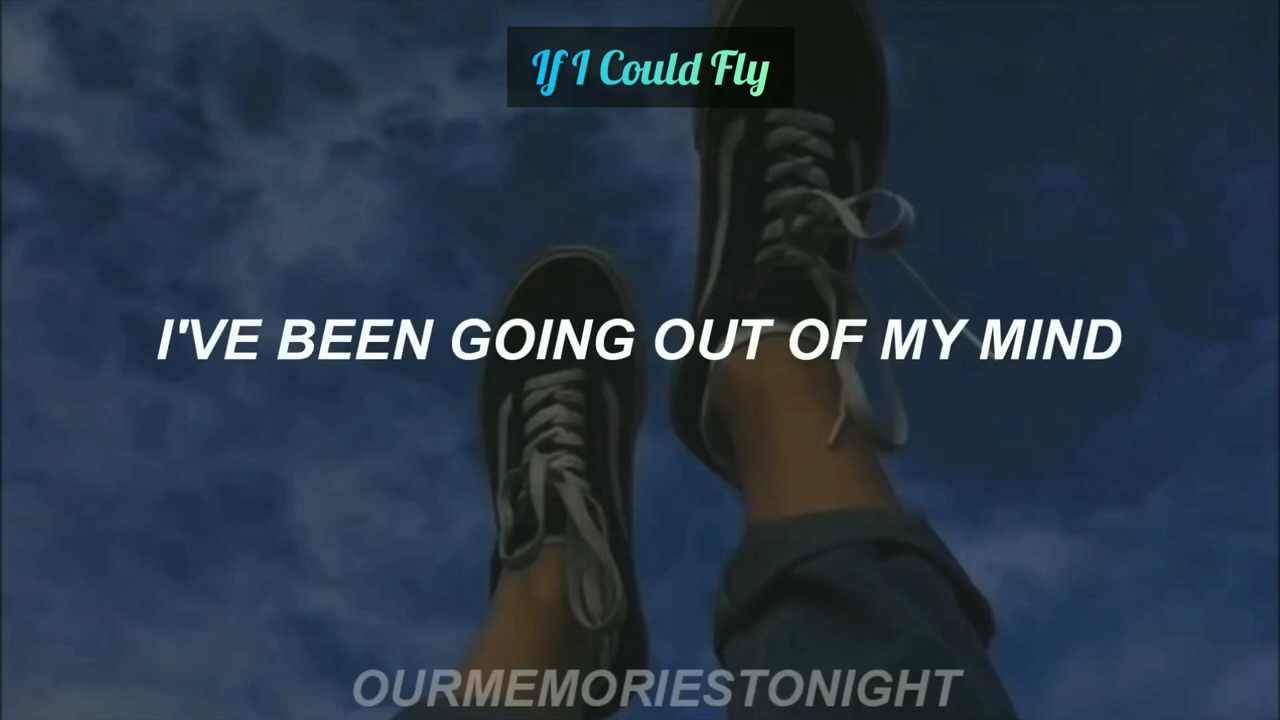 If I Could Fly
I'VE BEEN GOING OUT OF MY MIND
OURMEMORIESTONIGHT